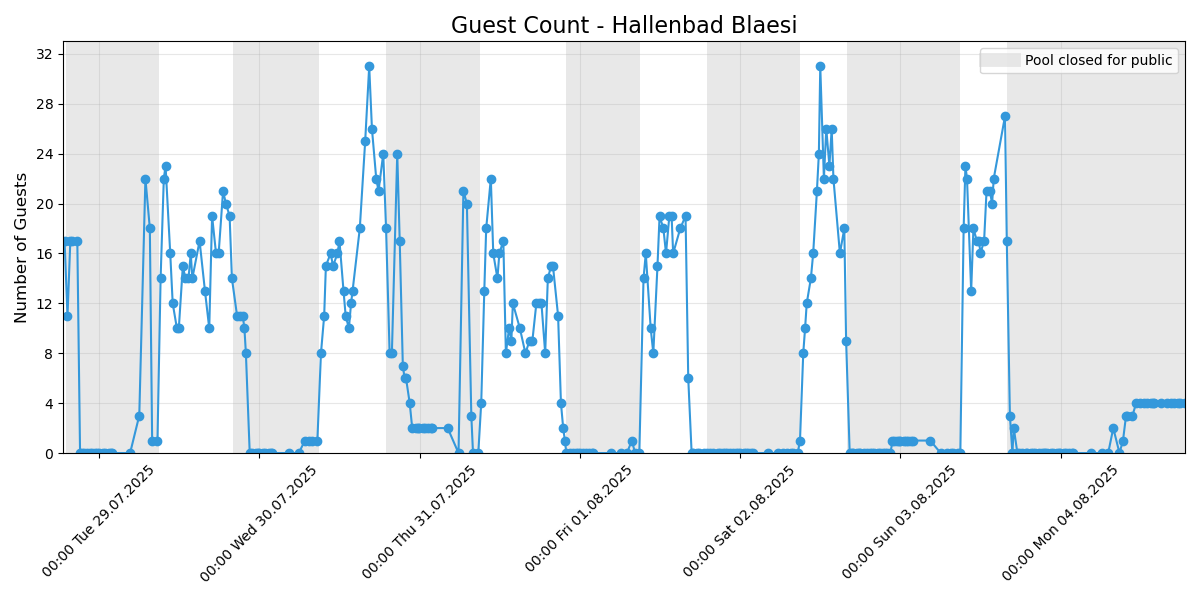 Guest Count - Hallenbad Blaesi
Pool closed for public
Number of Guests
32
28
24
20
16
12
8
4
0
00:00 Tue 29.07.2025
00:00 Wed 30.07.2025
00:00 Thu 31.07.2025
00:00 Fri 01.08.2025
00:00 Sat 02.08.2025
00:00 Sun 03.08.2025
00:00 Mon 04.08.2025